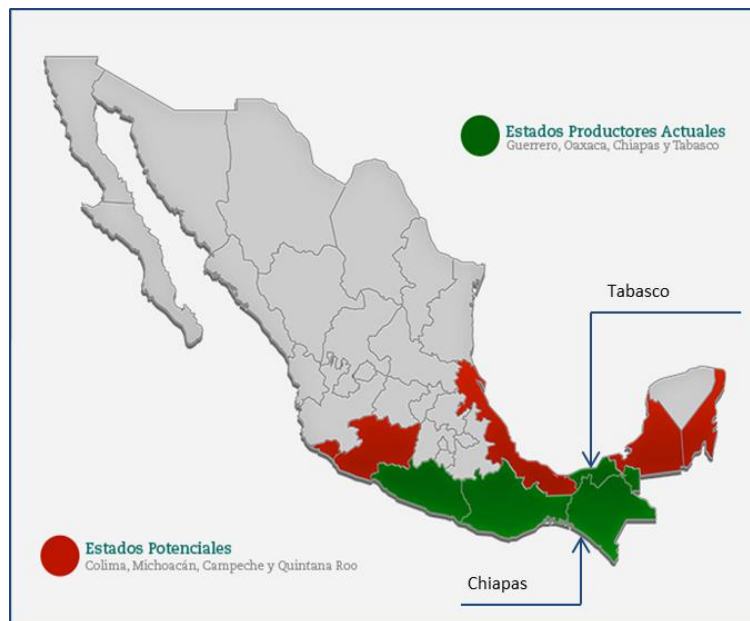 Estados Productores Actuales
Guerrero, Oaxaca, Chiapas y Tabasco
Tabasco
Estados Potenciales
Colima, Michoacán, Campeche y Quintana Roo
Chiapas